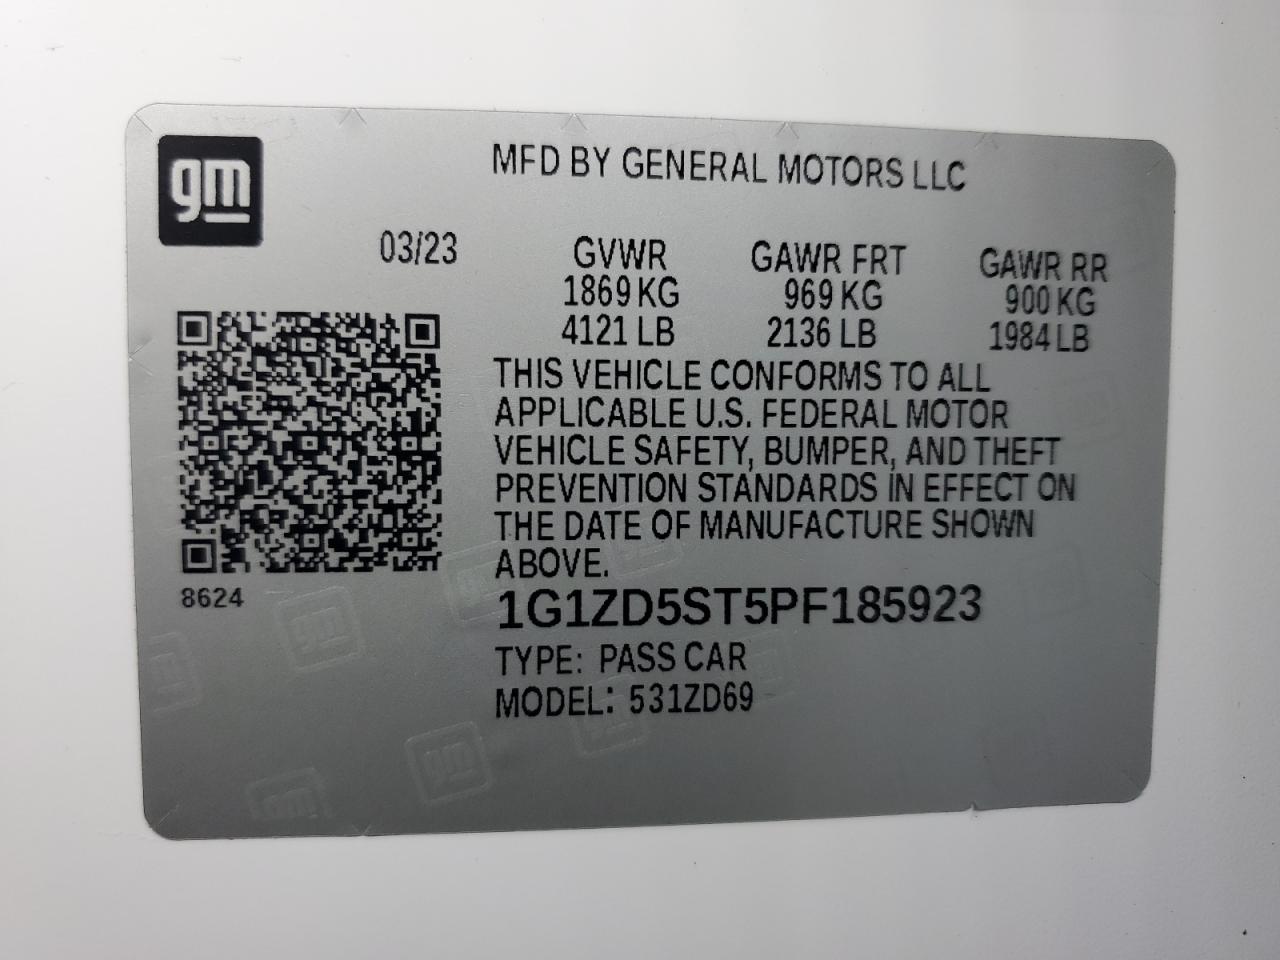 gm
MFD BY GENERAL MOTORS LLC
03/23
GVWR GAWR FRT GAWR RR
1869 KG 969 KG 900 KG
4121 LB 2136 LB 1984 LB
THIS VEHICLE CONFORMS TO ALL
APPLICABLE U.S. FEDERAL MOTOR
VEHICLE SAFETY, BUMPER, AND THEFT
PREVENTION STANDARDS IN EFFECT ON
THE DATE OF MANUFACTURE SHOWN
ABOVE.
8624
1G1ZD5ST5PF185923
TYPE: PASS CAR
MODEL: 531ZD69